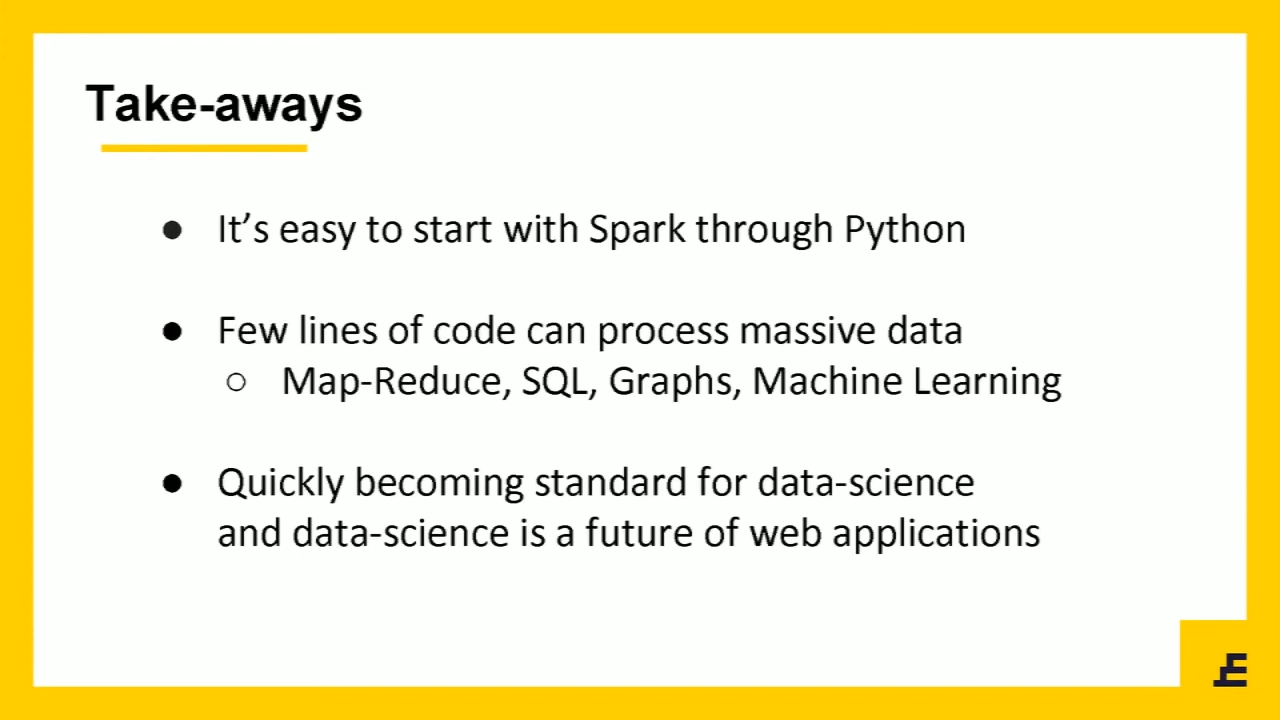 Take-aways
● It’s easy to start with Spark through Python
● Few lines of code can process massive data
○ Map-Reduce, SQL, Graphs, Machine Learning
● Quickly becoming standard for data-science
and data-science is a future of web applications